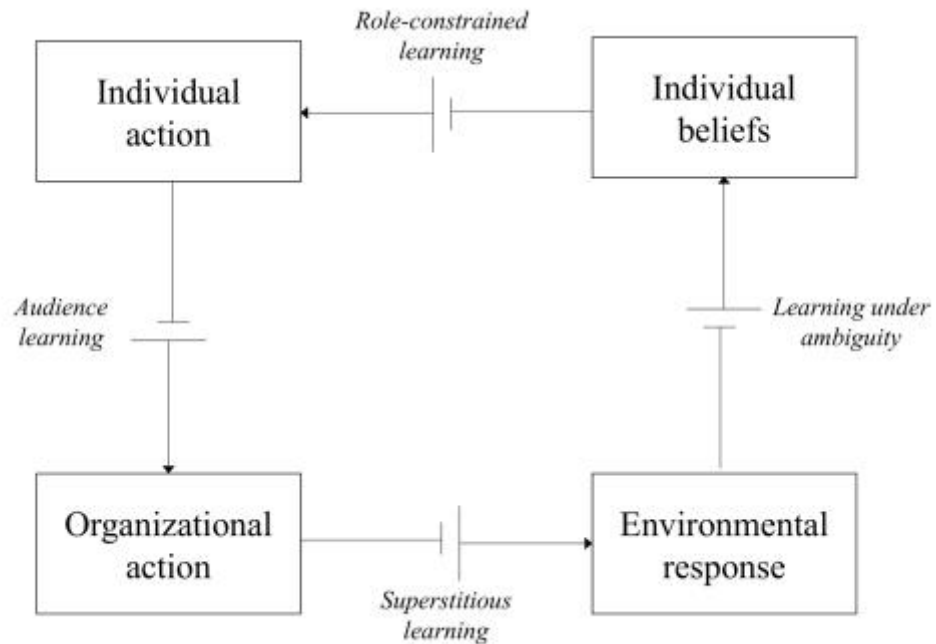 Role-constrained
learning
Individual
action
Individual
beliefs
Audience
learning
Learning under
ambiguity
Organizational
action
Environmental
response
Superstitious
learning